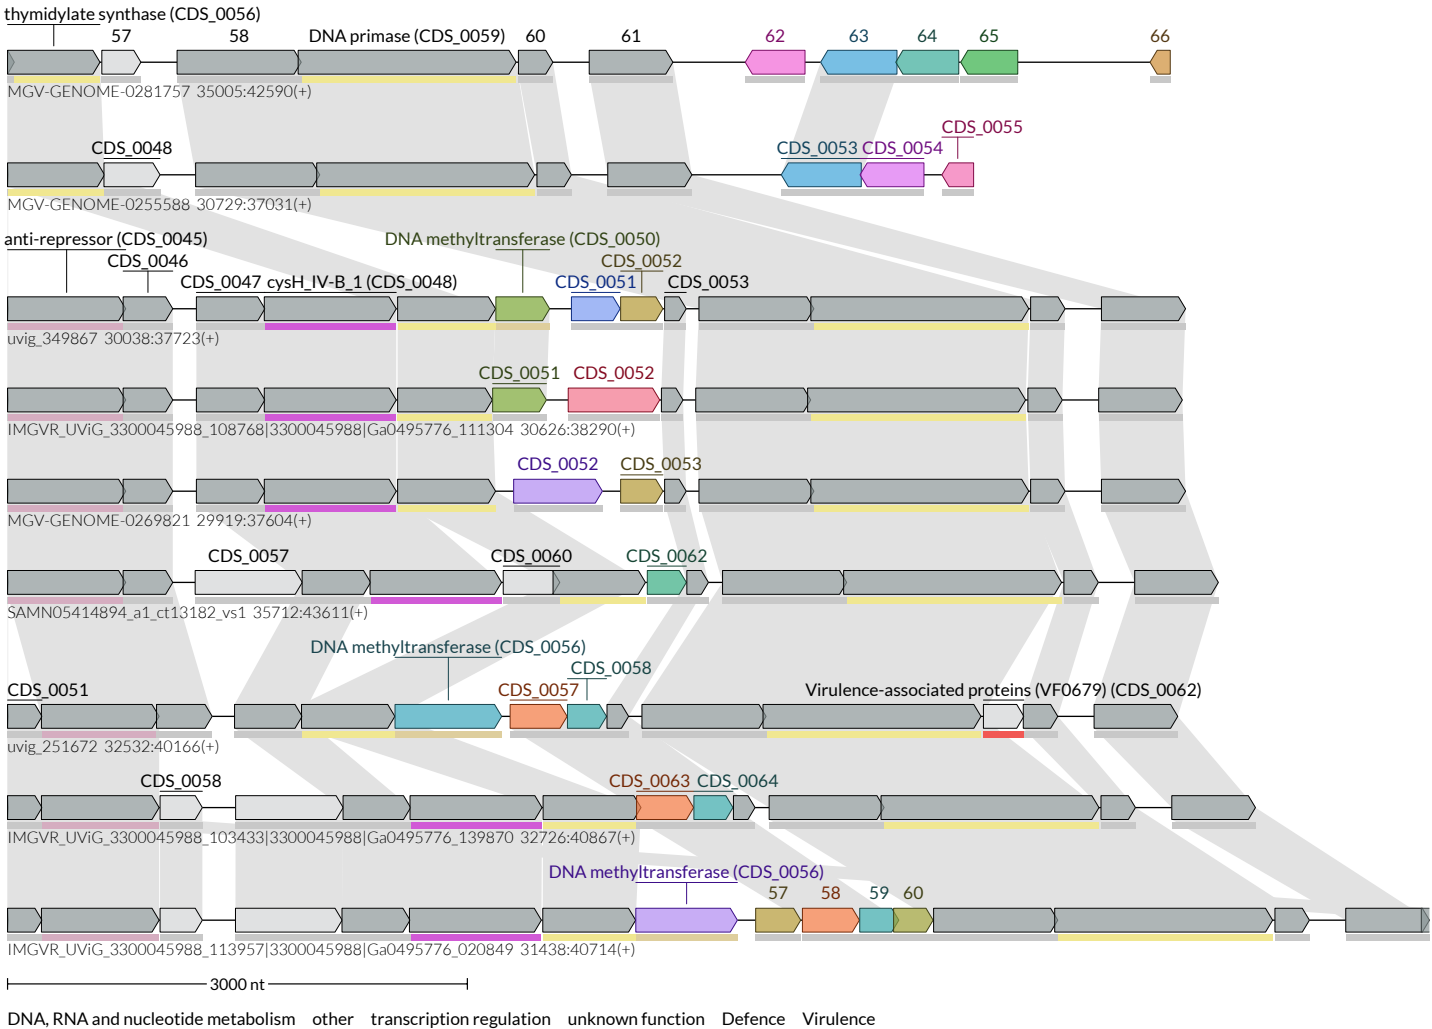 thymidylate synthase (CDS_0056)
57 58 DNA primase (CDS_0059) 60 61 62 63 64 65 66
MGV-GENOME-0281757 35005:42590(+)
CDS_0055
CDS_0048 CDS_0053 CDS_0054
MGV-GENOME-0255588 30729:37031(+)
anti-repressor (CDS_0045) DNA methyltransferase (CDS_0050)
CDS_0046 CDS_0052
CDS_0047 cysH_IV-B_1 (CDS_0048) CDS_0051 CDS_0053
uvig_349867 30038:37723(+)
CDS_0051 CDS_0052
IMGVR_UViG_3300045988_108768|3300045988|Ga0495776_111304 30626:38290(+)
CDS_0052 CDS_0053
MGV-GENOME-0269821 29919:37604(+)
CDS_0057 CDS_0060 CDS_0062
SAMN05414894_a1_ct13182_vs1 35712:43611(+)
DNA methyltransferase (CDS_0056)
CDS_0058
CDS_0051 CDS_0057 Virulence-associated proteins (VF0679) (CDS_0062)
uvig_251672 32532:40166(+)
CDS_0058 CDS_0063 CDS_0064
IMGVR_UViG_3300045988_103433|3300045988|Ga0495776_139870 32726:40867(+)
DNA methyltransferase (CDS_0056)
57 58 59 60
IMGVR_UViG_3300045988_113957|3300045988|Ga0495776_020849 31438:40714(+)
3000 nt
DNA, RNA and nucleotide metabolism other transcription regulation unknown function Defence Virulence